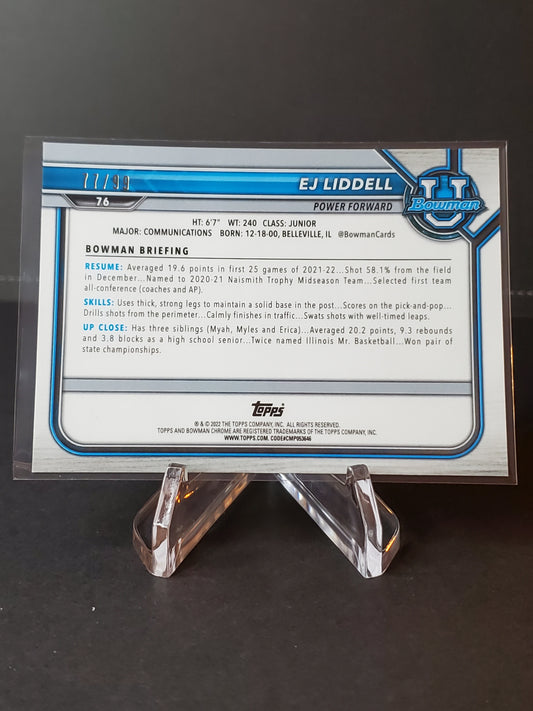 77/99
EJ LIDDELL
76
POWER FORWARD
U
Bowman
HT: 6'7" WT: 240 CLASS: JUNIOR
MAJOR: COMMUNICATIONS BORN: 12-18-00, BELLEVILLE, IL @BowmanCards
BOWMAN BRIEFING
RESUME: Averaged 19.6 points in first 25 games of 2021-22...Shot 58.1% from the field
in December...Named to 2020-21 Naismith Trophy Midseason Team...Selected first team
all-conference (coaches and AP).
SKILLS: Uses thick, strong legs to maintain a solid base in the post...Scores on the pick-and-pop...
Drills shots from the perimeter...Calmly finishes in traffic...Swats shots with well-timed leaps.
UP CLOSE: Has three siblings (Myah, Myles and Erica)...Averaged 20.2 points, 9.3 rebounds
and 3.8 blocks as a high school senior...Twice named Illinois Mr. Basketball...Won pair of
state championships.
TOPPS
® & © 2022 THE TOPPS COMPANY, INC. ALL RIGHTS RESERVED.
TOPPS AND BOWMAN CHROME ARE REGISTERED TRADEMARKS OF THE TOPPS COMPANY, INC.
WWW.TOPPS.COM. CODE#CMP053646